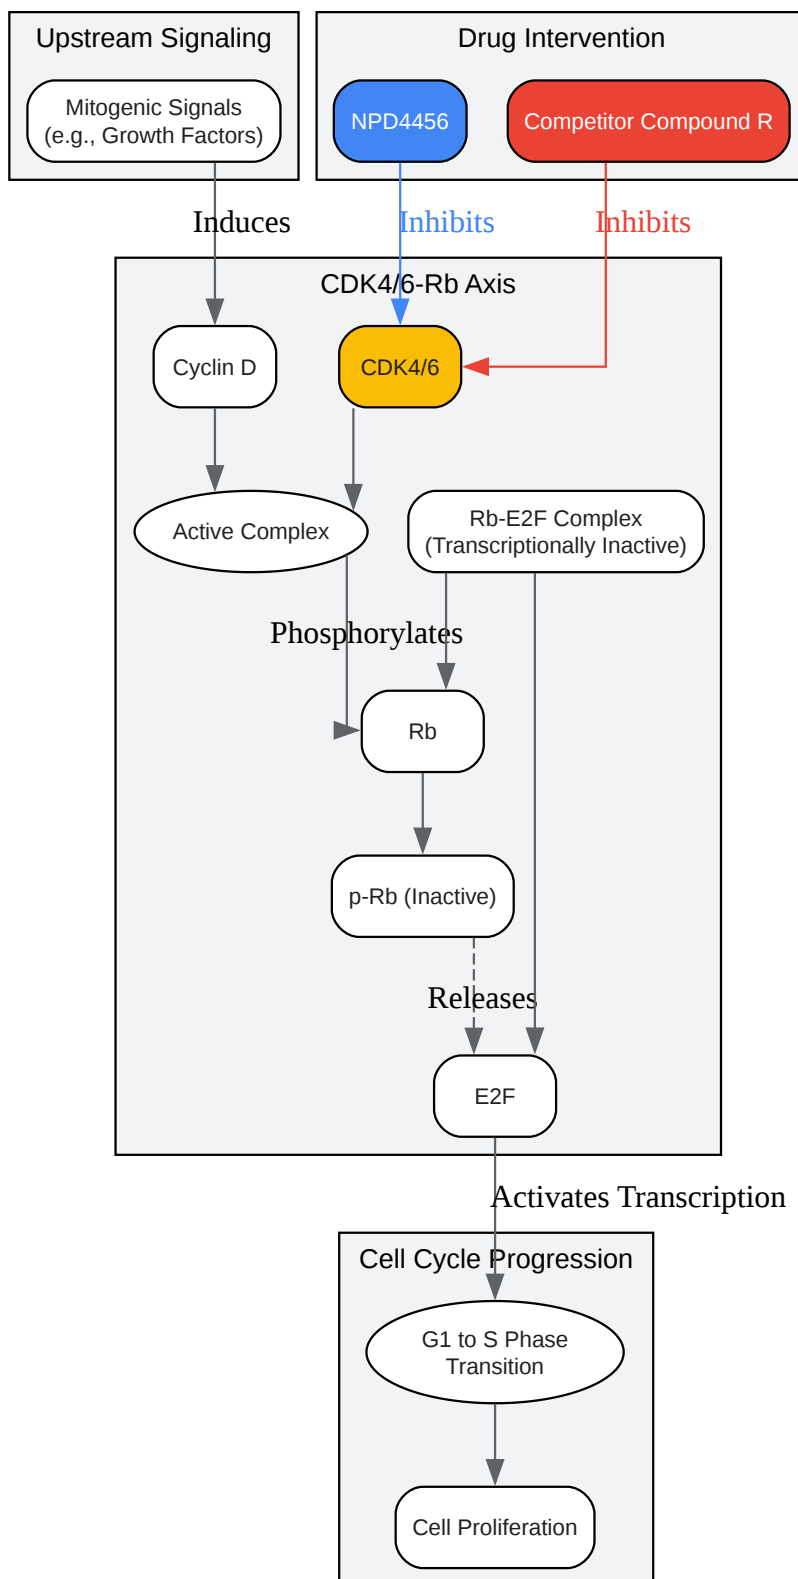 Upstream Signaling
Drug Intervention
Mitogenic Signals
(e.g., Growth Factors)
NPD4456
Competitor Compound R
Induces
Inhibits
Inhibits
CDK4/6-Rb Axis
Cyclin D
CDK4/6
Active Complex
Rb-E2F Complex
(Transcriptionally Inactive)
Phosphorylates
Rb
p-Rb (Inactive)
Releases
E2F
Activates Transcription
Cell Cycle Progression
G1 to S Phase
Transition
Cell Proliferation